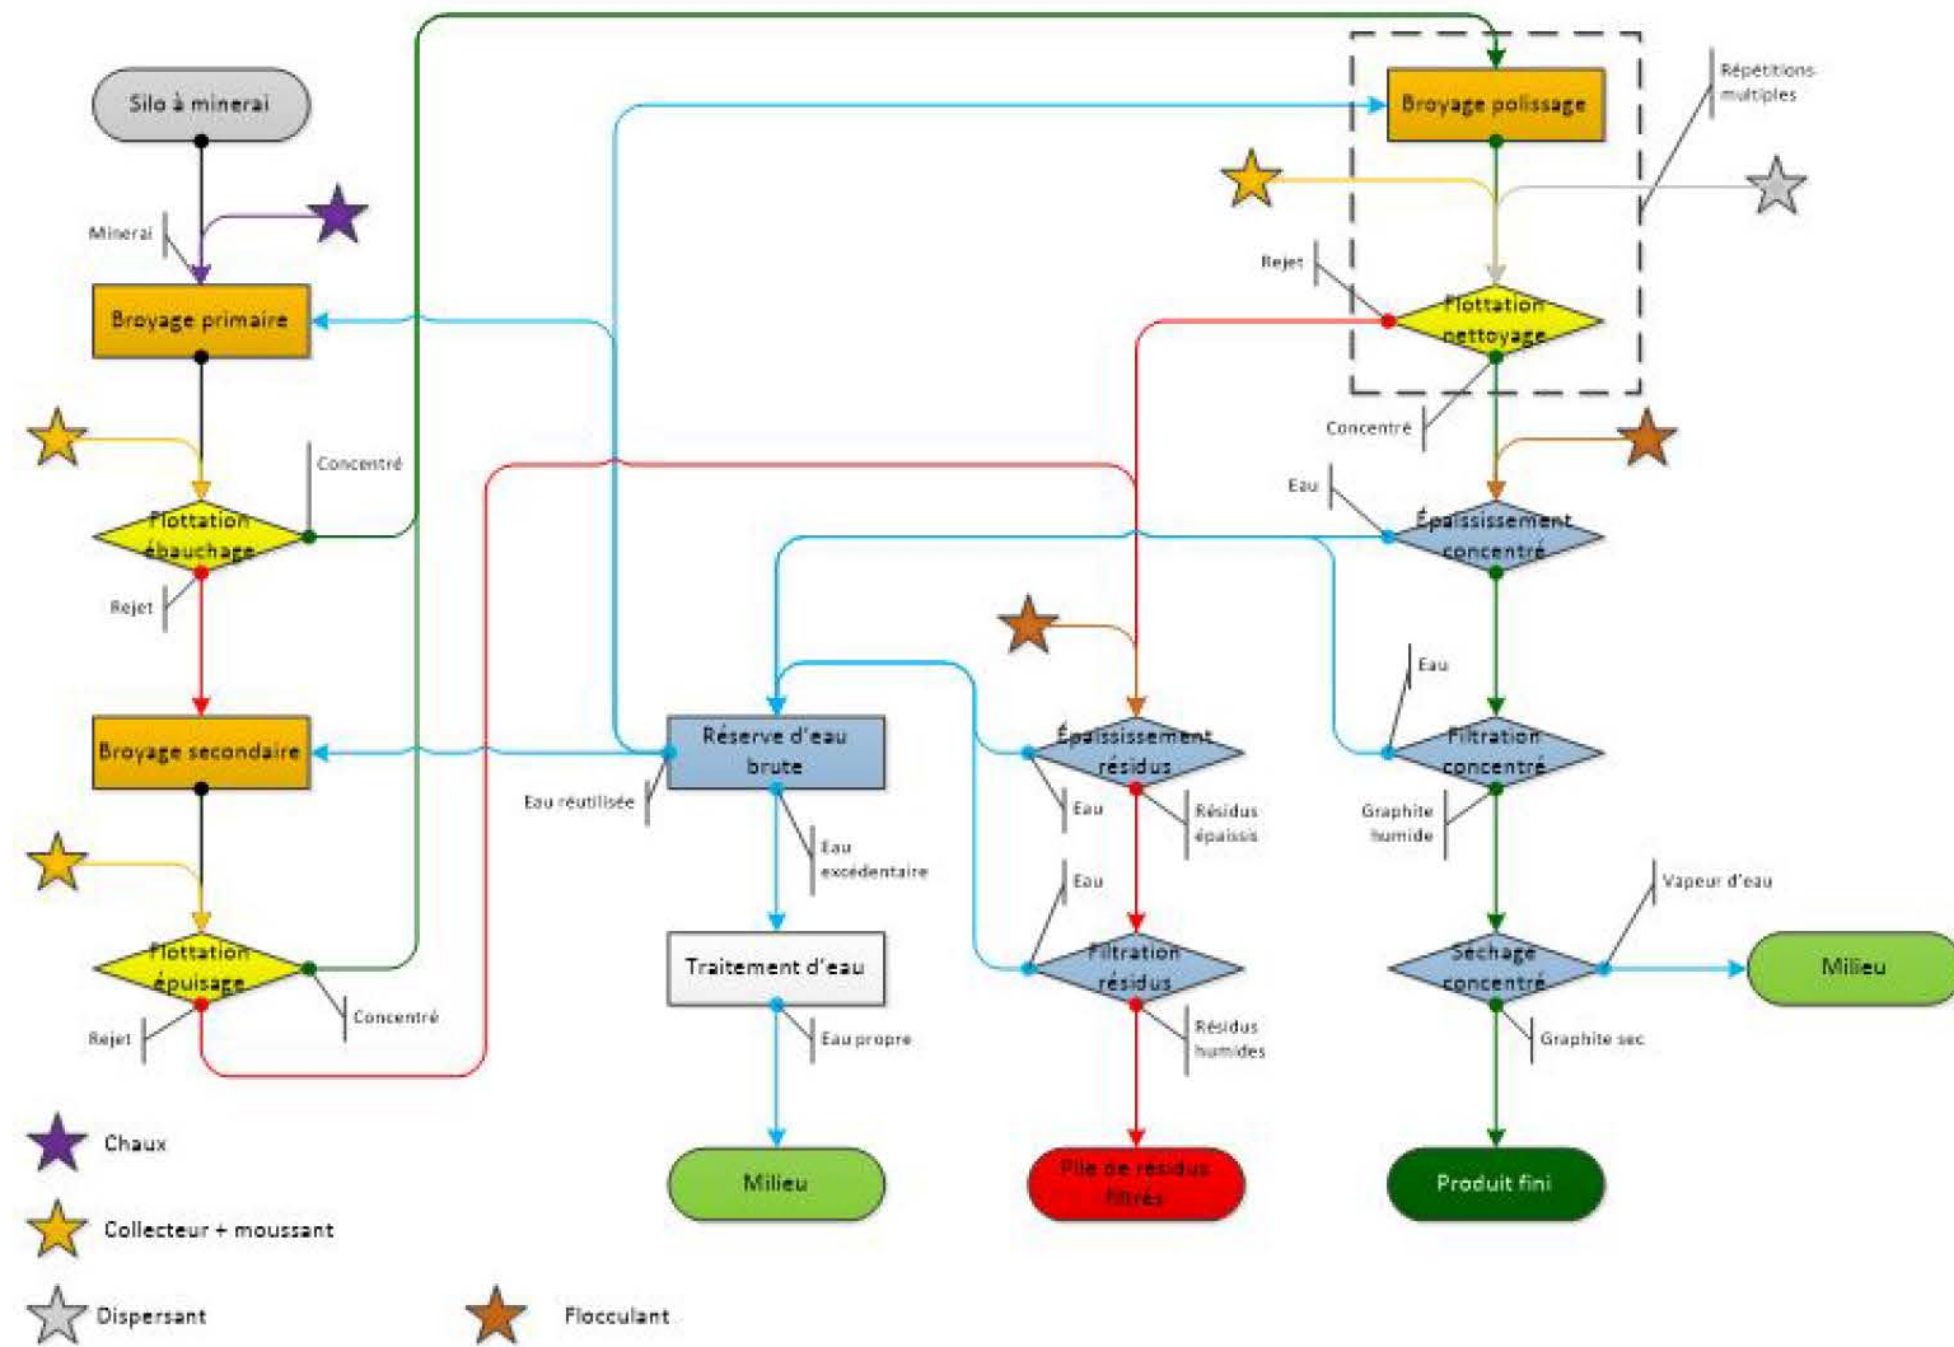 Silo à minerai
Minerai
Broyage primaire
Concentré
Flottation
ébauchage
Rejet
Broyage secondaire
Flottation
épuisage
Rejet
Concentré
Broyage polissage
Répétitions
multiples
Rejet
Flottation
nettoyage
Concentré
Eau
Épaississement
concentré
Eau
Filtration
concentré
Graphite
humide
Vapeur d'eau
Séchage
concentré
Milieu
Graphite sec
Produit fini
Réserve d'eau
brute
Eau réutilisée
Eau
excédentaire
Traitement d'eau
Eau propre
Milieu
Épaississement
résidus
Eau
Résidus
épaissis
Eau
Filtration
résidus
Résidus
humides
Pile de résidus
filtrés
Chaux
Collecteur + moussant
Dispersant
Flocculant